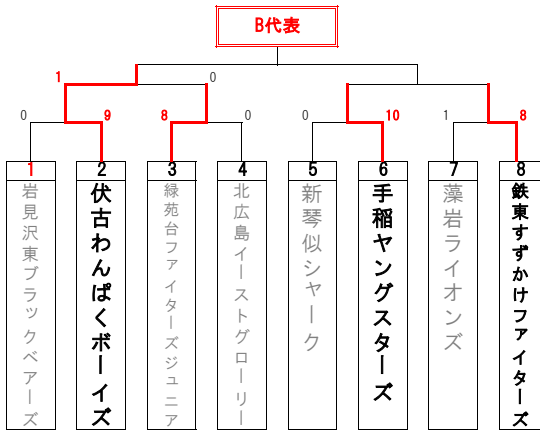 B代表
1
0
0
9
8
0
0
10
1
8
1
2
3
4
5
6
7
8
岩見沢東ブラックベアーズ
伏古わんぱくボーイズ
緑苑台ファイターズジュニア
北広島イーストグローリー
新琴似シャーク
手稲ヤングスターズ
藻岩ライオンズ
鉄東すずかけファイターズ